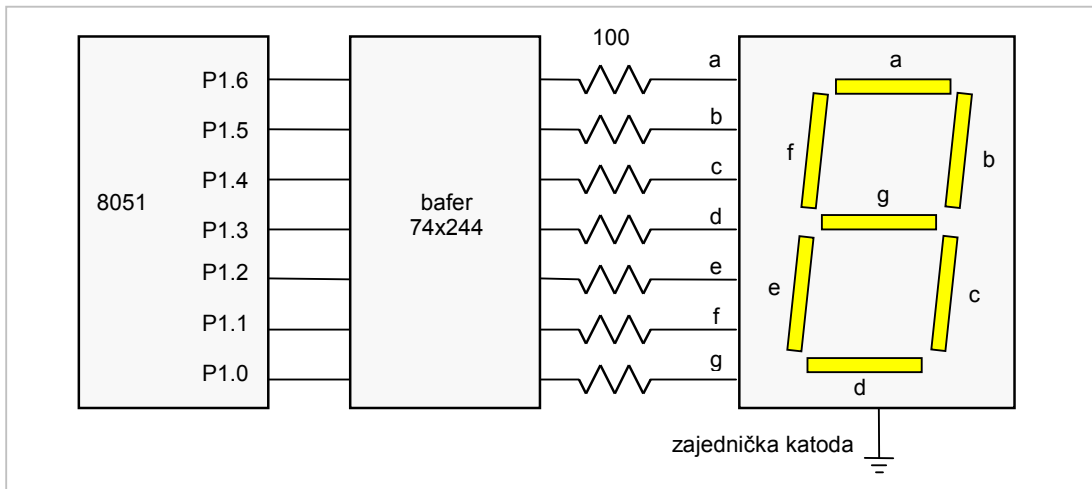 100
P1.6
a
a
P1.5
b
f
b
P1.4
c
8051
bafer
74x244
g
P1.3
d
P1.2
e
e
c
P1.1
f
P1.0
g
d
zajednička katoda